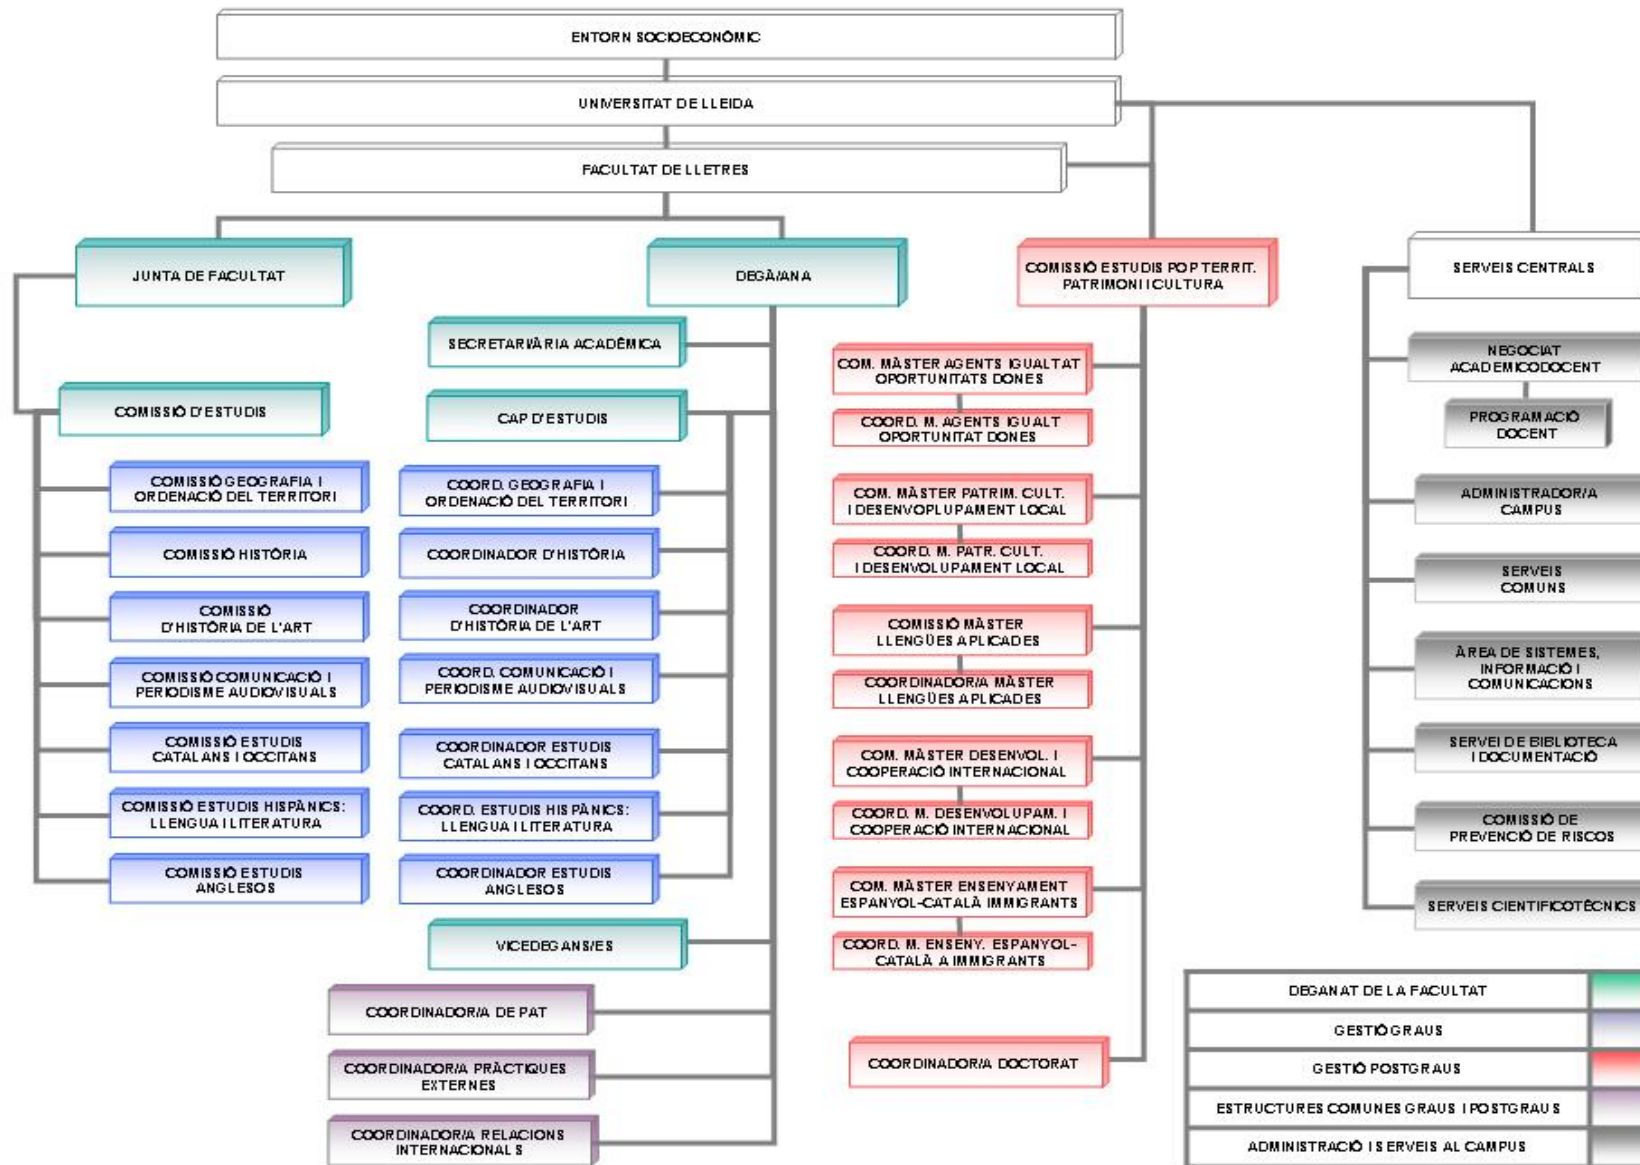 ENTORN SOCIOECONÒMIC
UNIVERSITAT DE LLEIDA
FACULTAT DE LLETRES
JUNTA DE FACULTAT
DEGÀ/ANA
COMISSIÓ ESTUDIS POP TERRIT.
PATRIMONI I CULTURA
SERVEIS CENTRALS
SECRETARI/ÀRIA ACADÈMICA
COMISSIÓ D'ESTUDIS
CAP D'ESTUDIS
COMISSIÓ GEOGRAFIA I
ORDENACIÓ DEL TERRITORI
COMISSIÓ HISTÒRIA
COMISSIÓ
D'HISTÒRIA DE L'ART
COMISSIÓ COMUNICACIÓ I
PERIODISME AUDIOVISUALS
COMISSIÓ ESTUDIS
CATALANS I OCCITANS
COMISSIÓ ESTUDIS HISPÀNICS:
LLENGUA I LITERATURA
COMISSIÓ ESTUDIS
ANGLESOS
COORD. GEOGRAFIA I
ORDENACIÓ DEL TERRITORI
COORDINADOR D'HISTÒRIA
COORDINADOR
D'HISTÒRIA DE L'ART
COORD. COMUNICACIÓ I
PERIODISME AUDIOVISUALS
COORDINADOR ESTUDIS
CATALANS I OCCITANS
COORD. ESTUDIS HISPÀNICS:
LLENGUA I LITERATURA
COORDINADOR ESTUDIS
ANGLESOS
VICEDEGANS/ES
COORDINADOR/A DE PAT
COORDINADOR/A PRÀCTIQUES
EXTERNES
COORDINADOR/A RELACIONS
INTERNACIONALS
COM. MÀSTER AGENTS IGUALTAT
OPORTUNITATS DONES
COORD. M. AGENTS IGUALT
OPORTUNITAT DONES
COM. MÀSTER PATRIM. CULT.
I DESENVOPLUPAMENT LOCAL
COORD. M. PATR. CULT.
I DESENVOLUPAMENT LOCAL
COMISSIÓ MÀSTER
LLENGÜES APLICADES
COORDINADOR/A MÀSTER
LLENGÜES APLICADES
COM. MÀSTER DESENVOL. I
COOPERACIÓ INTERNACIONAL
COORD. M. DESENVOLUPAM. I
COOPERACIÓ INTERNACIONAL
COM. MÀSTER ENSENYAMENT
ESPANYOL-CATALÀ IMMIGRANTS
COORD. M. ENSENY. ESPANYOL-
CATALÀ A IMMIGRANTS
COORDINADOR/A DOCTORAT
NEGOCIAT
ACADEMICODOCENT
PROGRAMACIÓ
DOCENT
ADMINISTRADOR/A
CAMPUS
SERVEIS
COMUNS
ÀREA DE SISTEMES,
INFORMACIÓ I
COMUNICACIONS
SERVEI DE BIBLIOTECA
I DOCUMENTACIÓ
COMISSIÓ DE
PREVENCIÓ DE RISCOS
SERVEIS CIENTIFICOTÈCNICS
DEGANAT DE LA FACULTAT
GESTIÓ GRAUS
GESTIÓ POSTGRAUS
ESTRUCTURES COMUNES GRAUS I POSTGRAUS
ADMINISTRACIÓ I SERVEIS AL CAMPUS